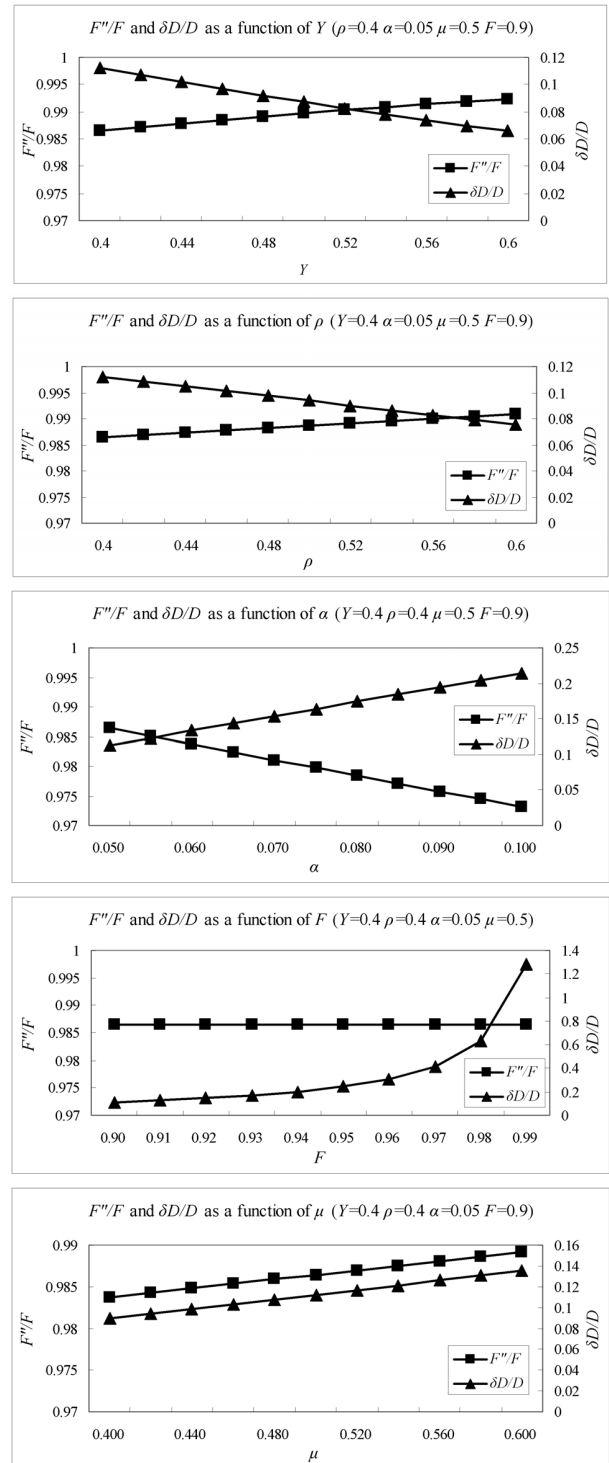 F″/F and δD/D as a function of Y (ρ=0.4 α=0.05 μ=0.5 F=0.9)
1
0.995
0.99
0.985
0.98
0.975
0.97
F″/F
0.12
0.1
0.08
0.06
0.04
0.02
0
δD/D
F″/F
δD/D
0.4 0.44 0.48 0.52 0.56 0.6
Y
F″/F and δD/D as a function of ρ (Y=0.4 α=0.05 μ=0.5 F=0.9)
1
0.995
0.99
0.985
0.98
0.975
0.97
F″/F
0.12
0.1
0.08
0.06
0.04
0.02
0
δD/D
F″/F
δD/D
0.4 0.44 0.48 0.52 0.56 0.6
ρ
F″/F and δD/D as a function of α (Y=0.4 ρ=0.4 μ=0.5 F=0.9)
1
0.995
0.99
0.985
0.98
0.975
0.97
F″/F
0.25
0.2
0.15
0.1
0.05
0
δD/D
F″/F
δD/D
0.050 0.060 0.070 0.080 0.090 0.100
α
F″/F and δD/D as a function of F (Y=0.4 ρ=0.4 α=0.05 μ=0.5)
1
0.995
0.99
0.985
0.98
0.975
0.97
F″/F
1.4
1.2
1
0.8
0.6
0.4
0.2
0
δD/D
F″/F
δD/D
0.90 0.91 0.92 0.93 0.94 0.95 0.96 0.97 0.98 0.99
F
F″/F and δD/D as a function of μ (Y=0.4 ρ=0.4 α=0.05 F=0.9)
0.99
0.985
0.98
0.975
0.97
F″/F
0.16
0.14
0.12
0.1
0.08
0.06
0.04
0.02
0
δD/D
F″/F
δD/D
0.400 0.440 0.480 0.520 0.560 0.600
μ